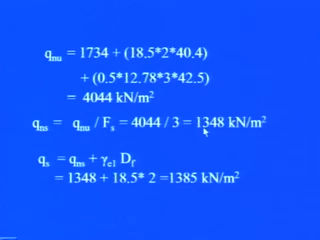 qnu = 1734 + (18.5*2*40.4)
+ (0.5*12.78*3*42.5)
= 4044 kN/m²
qns = qnu / Fs = 4044 / 3 = 1348 kN/m²
qs = qns + γe1 Df
= 1348 + 18.5* 2 =1385 kN/m²